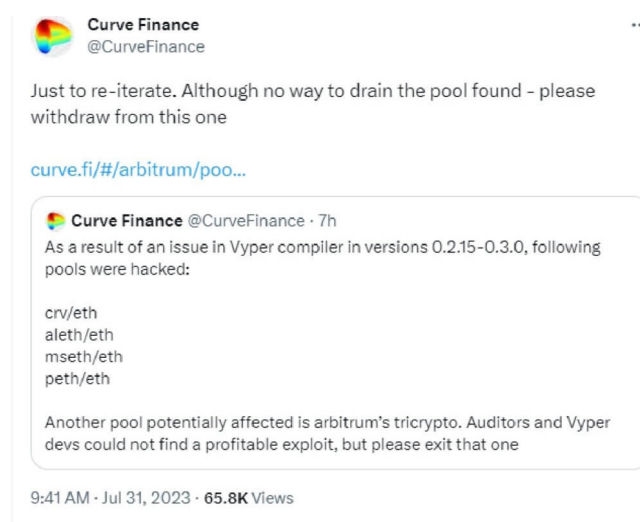 Curve Finance
@CurveFinance
Just to re-iterate. Although no way to drain the pool found - please
withdraw from this one
curve.fi/#/arbitrum/poo...
Curve Finance @CurveFinance · 7h
As a result of an issue in Vyper compiler in versions 0.2.15-0.3.0, following
pools were hacked:
crv/eth
aleth/eth
mseth/eth
peth/eth
Another pool potentially affected is arbitrum's tricrypto. Auditors and Vyper
devs could not find a profitable exploit, but please exit that one
9:41 AM · Jul 31, 2023 · 65.8K Views